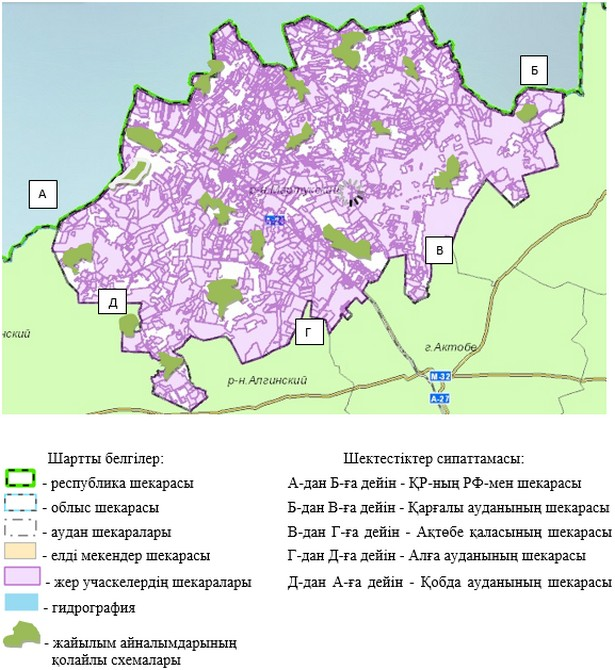 Б
А
р-н.Мартукский
А-24
В
Д
Г
нский
г.Актобе
р-н.Алгинский
М-32
А-27
Шартты белгілер:
- республика шекарасы
- облыс шекарасы
- аудан шекаралары
- елді мекендер шекарасы
- жер учаскелердің шекаралары
- гидрография
- жайылым айналымдарының
қолайлы схемалары
Шектестіктер сипаттамасы:
А-дан Б-ға дейін - ҚР-ның РФ-мен шекарасы
Б-дан В-ға дейін - Қарғалы ауданының шекарасы
В-дан Г-ға дейін - Ақтөбе қаласының шекарасы
Г-дан Д-ға дейін - Алға ауданының шекарасы
Д-дан А-ға дейін - Қобда ауданының шекарасы